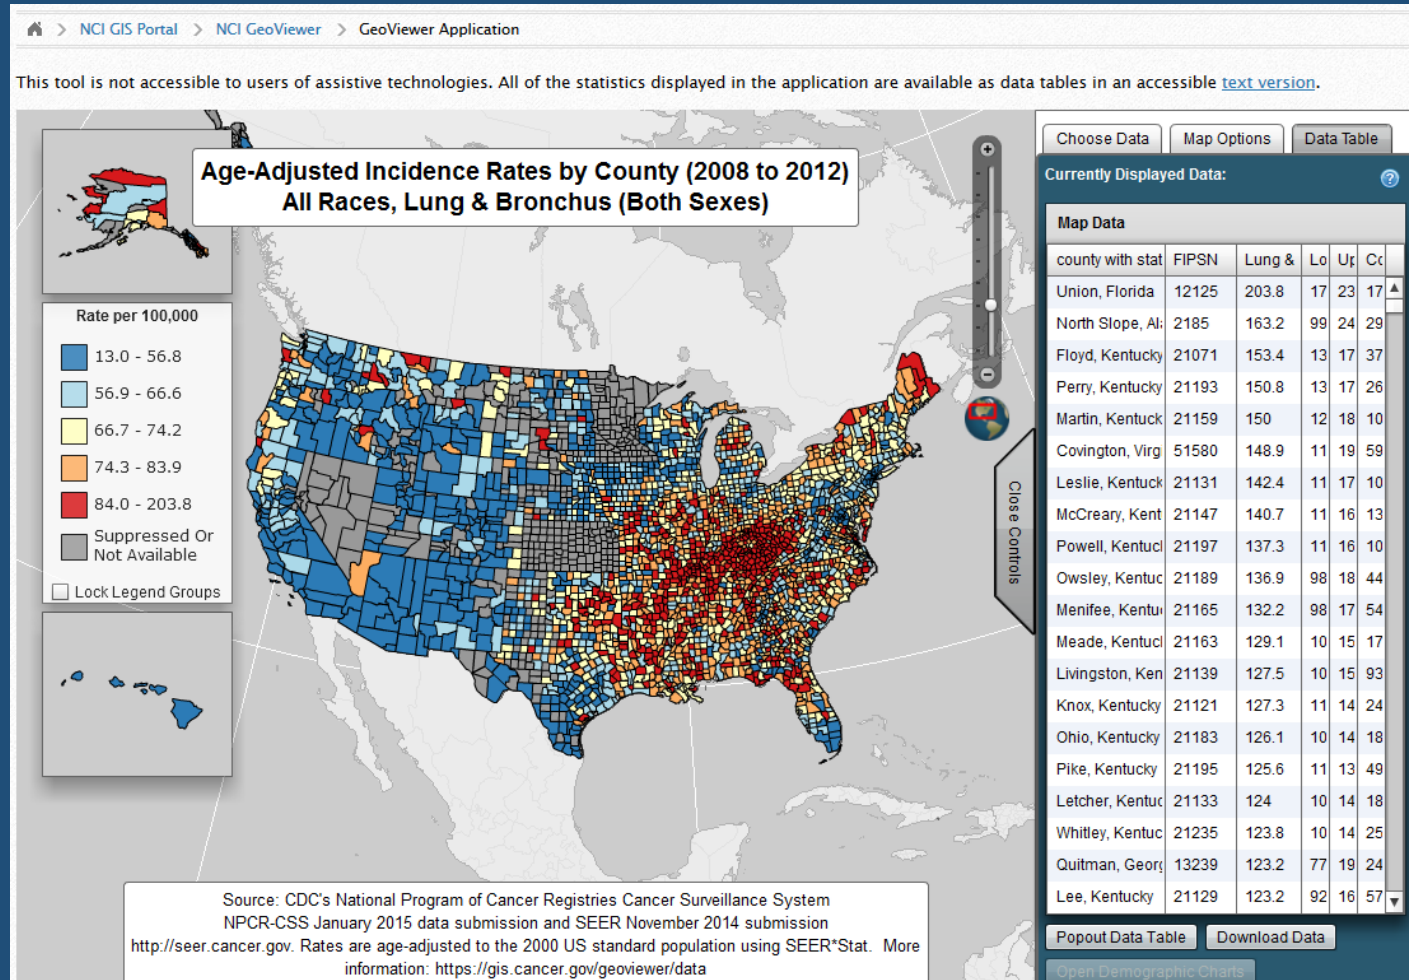 NCI GIS Portal > NCI GeoViewer > GeoViewer Application
This tool is not accessible to users of assistive technologies. All of the statistics displayed in the application are available as data tables in an accessible text version.
Age-Adjusted Incidence Rates by County (2008 to 2012)
All Races, Lung & Bronchus (Both Sexes)
Rate per 100,000
13.0 - 56.8
56.9 - 66.6
66.7 - 74.2
74.3 - 83.9
84.0 - 203.8
Suppressed Or
Not Available
Lock Legend Groups
Source: CDC's National Program of Cancer Registries Cancer Surveillance System
NPCR-CSS January 2015 data submission and SEER November 2014 submission
http://seer.cancer.gov. Rates are age-adjusted to the 2000 US standard population using SEER*Stat. More
information: https://gis.cancer.gov/geoviewer/data
Close Controls
Choose Data Map Options Data Table
Currently Displayed Data: ?
Map Data
county with stat FIPSN Lung & Lo Up Co
Union, Florida 12125 203.8 17 23 17
North Slope, Al 2185 163.2 99 24 29
Floyd, Kentucky 21071 153.4 13 17 37
Perry, Kentucky 21193 150.8 13 17 26
Martin, Kentuck 21159 150 12 18 10
Covington, Virg 51580 148.9 11 19 59
Leslie, Kentuck 21131 142.4 11 17 10
McCreary, Kent 21147 140.7 11 16 13
Powell, Kentucl 21197 137.3 11 16 10
Owsley, Kentuc 21189 136.9 98 18 44
Menifee, Kentu 21165 132.2 98 17 54
Meade, Kentucl 21163 129.1 10 15 17
Livingston, Ken 21139 127.5 10 15 93
Knox, Kentucky 21121 127.3 11 14 24
Ohio, Kentucky 21183 126.1 10 14 18
Pike, Kentucky 21195 125.6 11 13 49
Letcher, Kentuc 21133 124 10 14 18
Whitley, Kentuc 21235 123.8 10 14 25
Quitman, Georg 13239 123.2 77 19 24
Lee, Kentucky 21129 123.2 92 16 57
Popout Data Table Download Data
Open Demographic Charts